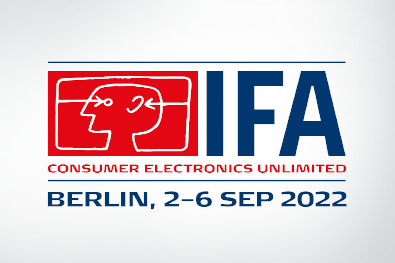 IFA
CONSUMER ELECTRONICS UNLIMITED
BERLIN, 2–6 SEP 2022